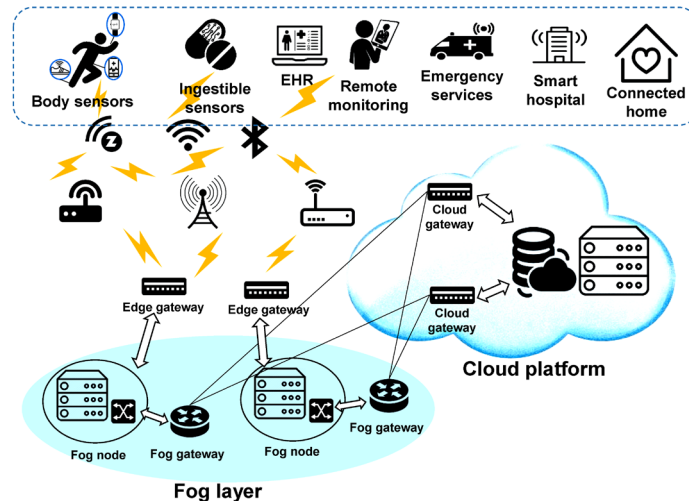 Body sensors
Ingestible
sensors
EHR
Remote
monitoring
Emergency
services
Smart
hospital
Connected
home
Z
Cloud
gateway
Edge gateway
Edge gateway
Cloud
gateway
Cloud platform
Fog node
Fog gateway
Fog node
Fog gateway
Fog layer